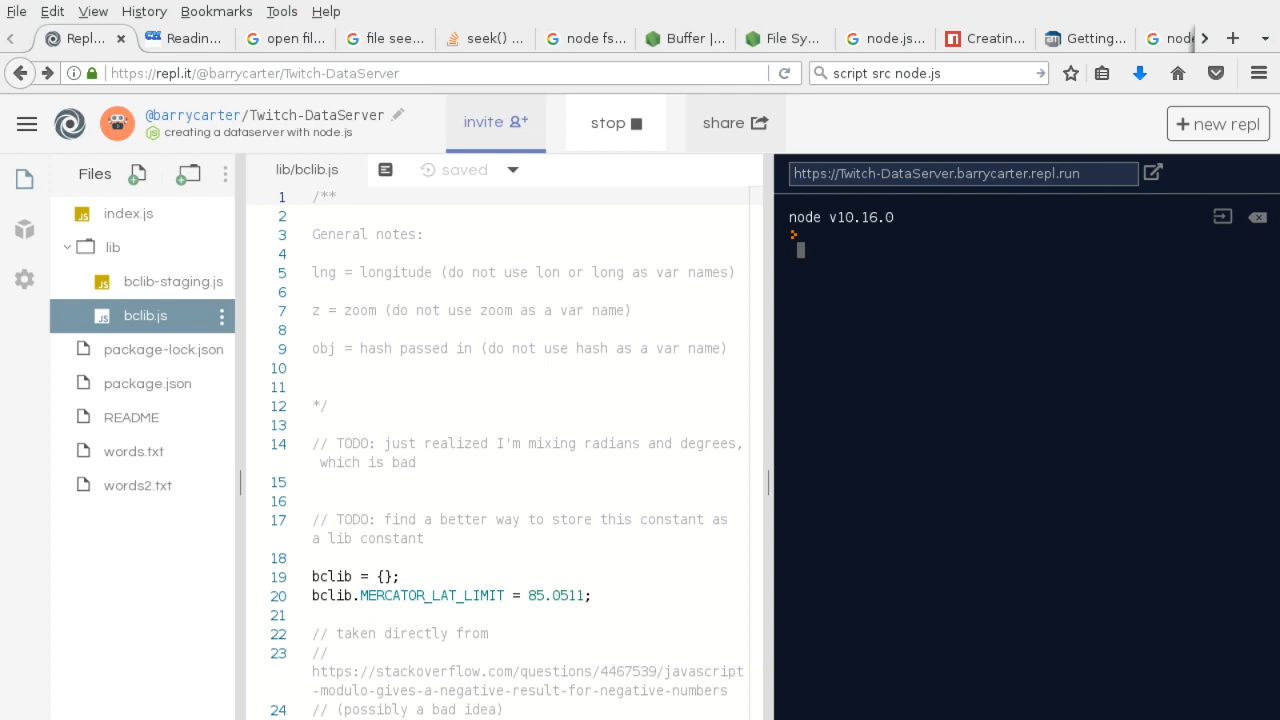 File Edit View History Bookmarks Tools Help
Repl... Readin... open fil... file see... seek() ... node fs... Buffer |... File Sy... node.js... Creatin... Getting...
https://repl.it/@barrycarter/Twitch-DataServer
script src node.js
@barrycarter/Twitch-DataServer
creating a dataserver with node.js
invite
stop
share
+ new repl
Files
index.js
lib
bclib-staging.js
bclib.js
package-lock.json
package.json
README
words.txt
words2.txt
lib/bclib.js
saved
1 /**
2
3 General notes:
4
5 lng = longitude (do not use lon or long as var names)
6
7 z = zoom (do not use zoom as a var name)
8
9 obj = hash passed in (do not use hash as a var name)
10
11
12 */
13
14 // TODO: just realized I'm mixing radians and degrees,
which is bad
15
16
17 // TODO: find a better way to store this constant as
a lib constant
18
19 bclib = {};
20 bclib.MERCATOR_LAT_LIMIT = 85.0511;
21
22 // taken directly from
23 //
https://stackoverflow.com/questions/4467539/javascript
-modulo-gives-a-negative-result-for-negative-numbers
24 // (possibly a bad idea)
https://Twitch-DataServer.barrycarter.repl.run
node v10.16.0
>